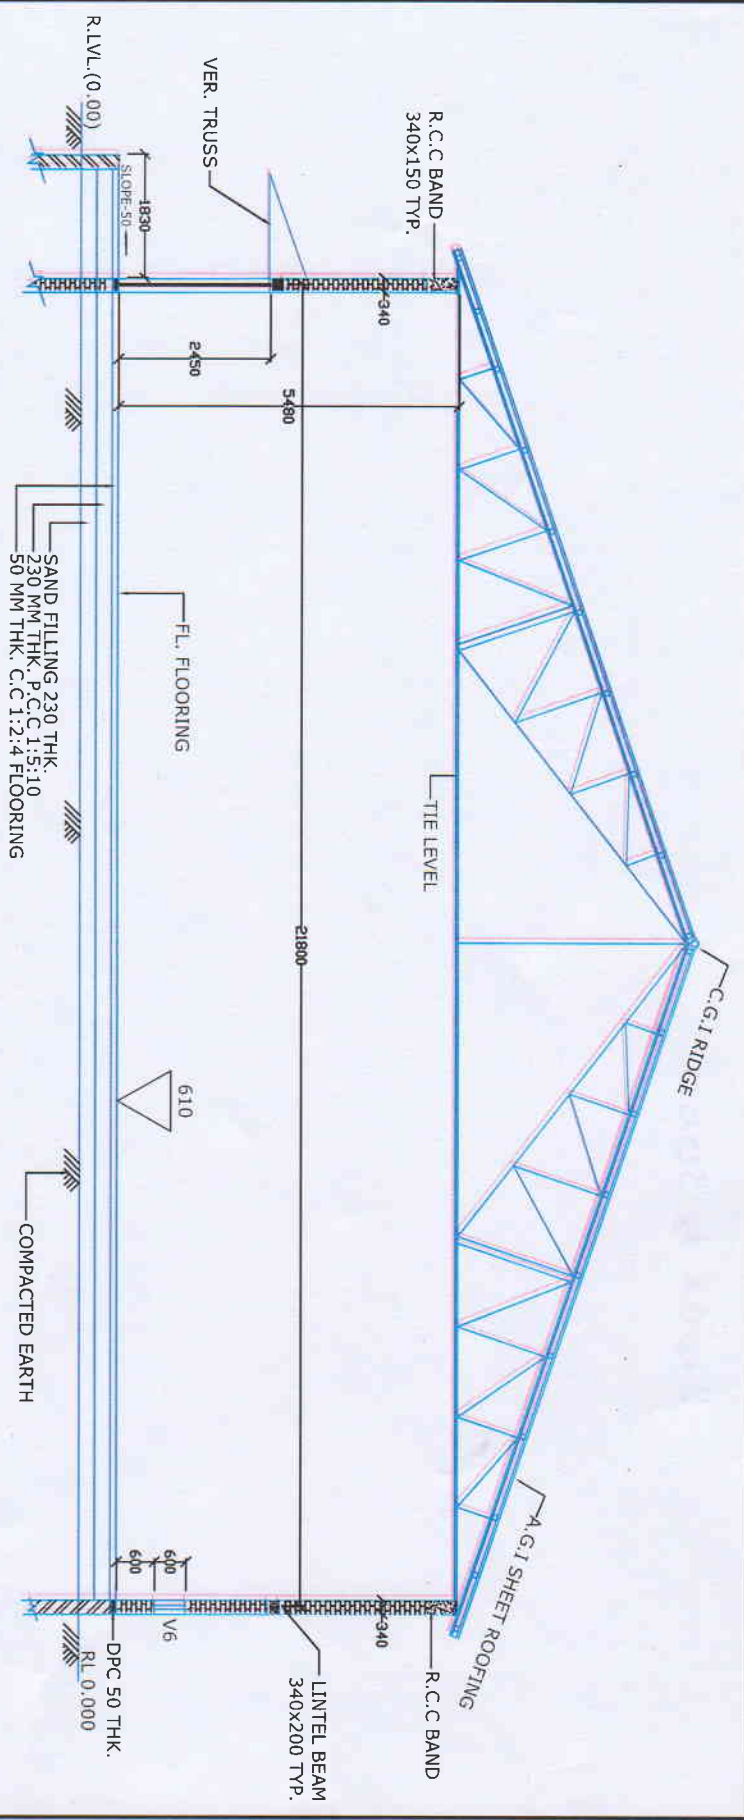 C.G.I RIDGE
A.G.I SHEET ROOFING
R.C.C BAND
340x150 TYP.
TIE LEVEL
R.C.C BAND
340
340
VER. TRUSS
21800
5480
2450
LINTEL BEAM
340x200 TYP.
1830
SLOPE-50
FL. FLOORING
610
600
600
V6
R.LVL.(0.00)
DPC 50 THK.
RL 0.000
SAND FILLING 230 THK.
230 MM THK. P.C.C 1:5:10
50 MM THK. C.C 1:2:4 FLOORING
COMPACTED EARTH